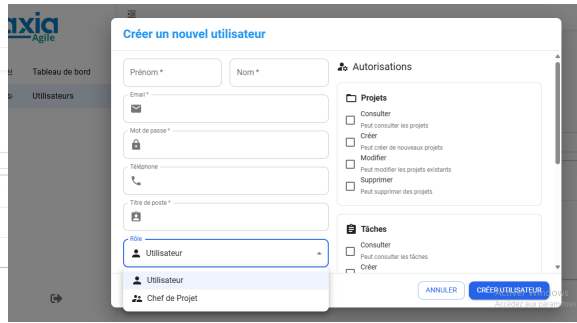 axia
Agile
Tableau de bord
Utilisateurs
Créer un nouvel utilisateur
Prénom *
Nom *
Email *
Mot de passe *
Téléphone
Titre de poste *
Rôle
Utilisateur
Utilisateur
Chef de Projet
Autorisations
Projets
Consulter
Peut consulter les projets
Créer
Peut créer de nouveaux projets
Modifier
Peut modifier les projets existants
Supprimer
Peut supprimer des projets
Tâches
Consulter
Peut consulter les tâches
Créer
ANNULER
CRÉER UTILISATEUR